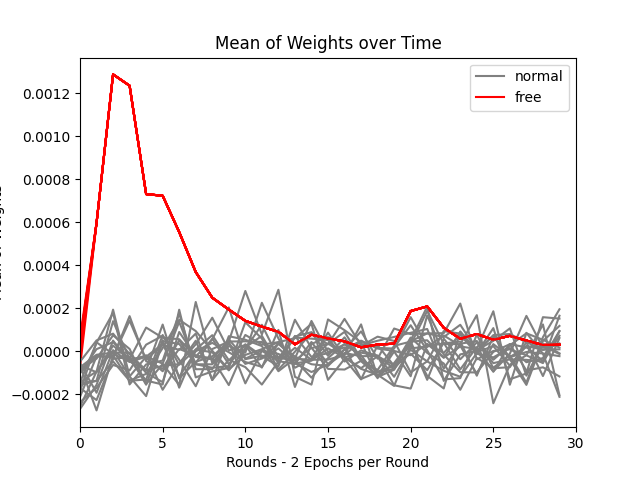 Mean of Weights over Time
normal
free
0.0012
0.0010
0.0008
0.0006
0.0004
0.0002
0.0000
−0.0002
0 5 10 15 20 25 30
Rounds - 2 Epochs per Round